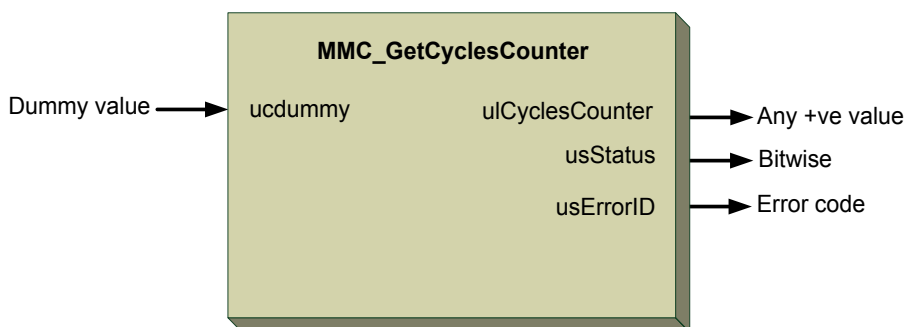 MMC_GetCyclesCounter
Dummy value ucdummy ulCyclesCounter Any +ve value
usStatus Bitwise
usErrorID Error code